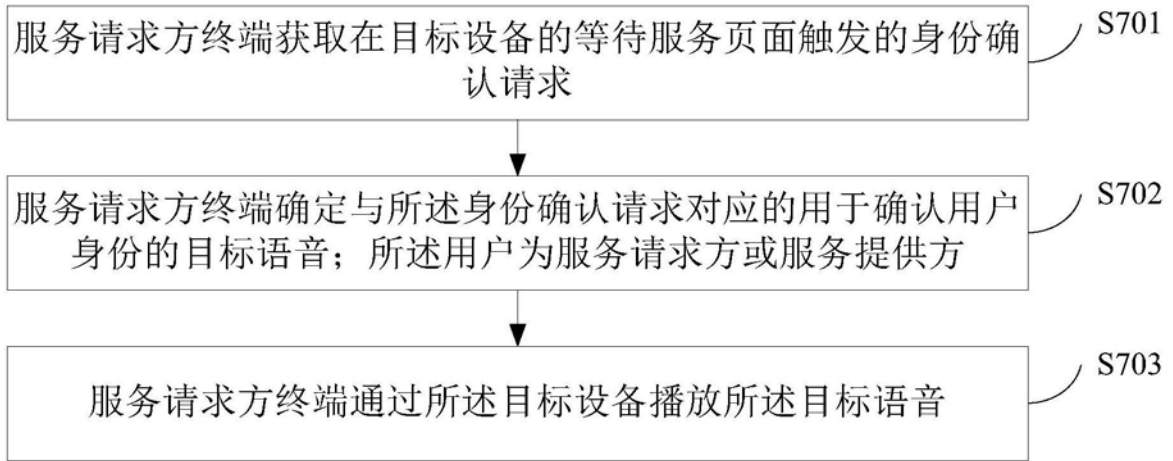 服务请求方终端获取在目标设备的等待服务页面触发的身份确
认请求
S701
服务请求方终端确定与所述身份确认请求对应的用于确认用户
身份的目标语音；所述用户为服务请求方或服务提供方
S702
服务请求方终端通过所述目标设备播放所述目标语音
S703